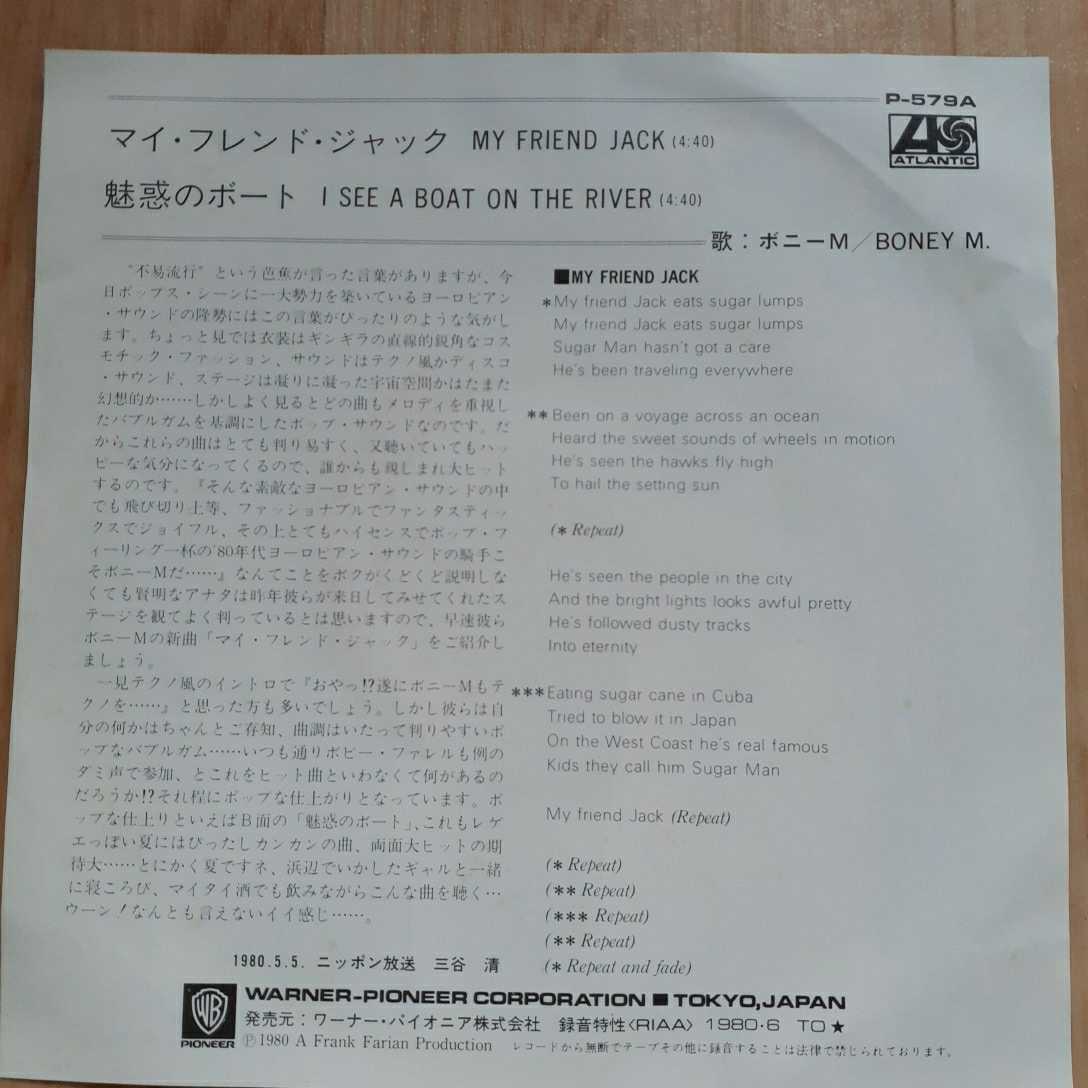 P-579A
マイ・フレンド・ジャック MY FRIEND JACK (4:40)
ATLANTIC
魅惑のボート I SEE A BOAT ON THE RIVER (4:40)
歌：ボニーM／BONEY M.
“不易流行”という芭蕉が言った言葉がありますが、今
日ポップス・シーンに一大勢力を築いているヨーロピアン
・サウンドの隆勢にはこの言葉がぴったりのような気がし
ます。ちょっと見では衣装はギンギラの直線的鋭角なコス
モチック・ファッション、サウンドはテクノ風かディスコ
・サウンド、ステージは凝りに凝った宇宙空間かはたまた
幻想的か……しかしよく見るとどの曲もメロディを重視し
たバブルガムを基調にしたポップ・サウンドなのです。だ
からこれらの曲はとても判り易すく、又聴いていてもハッ
ピーな気分になってくるので、誰からも親しまれ大ヒット
するのです。『そんな素敵なヨーロピアン・サウンドの中
でも飛び切り上等、ファッショナブルでファンタスティッ
クスでジョイフル、その上とてもハイセンスでポップ・フ
ィーリング一杯の'80年代ヨーロピアン・サウンドの騎手こ
そボニーMだ……』なんてことをボクがくどくど説明しな
くても賢明なアナタは昨年彼らが来日してみせてくれたス
テージを観てよく判っているとは思いますので、早速彼ら
ボニーMの新曲「マイ・フレンド・ジャック」をご紹介し
ましょう。
一見テクノ風のイントロで『おやっ!?遂にボニーMもテ
クノを……』と思った方も多いでしょう。しかし彼らは自
分の何かはちゃんとご存知、曲調はいたって判りやすいポ
ップなバブルガム……いつも通りボビー・ファレルも例の
ダミ声で参加、とこれをヒット曲といわなくて何があるの
だろうか!?それ程にポップな仕上がりとなっています。ポ
ップな仕上りといえばB面の「魅惑のボート」、これもレゲ
エっぽい夏にはぴったしカンカンの曲、両面大ヒットの期
待大……とにかく夏ですネ、浜辺でいかしたギャルと一緒
に寝ころび、マイタイ酒でも飲みながらこんな曲を聴く…
ウーン！なんとも言えないイイ感じ……。
1980.5.5. ニッポン放送 三谷 清
■MY FRIEND JACK
*My friend Jack eats sugar lumps
My friend Jack eats sugar lumps
Sugar Man hasn't got a care
He's been traveling everywhere
** Been on a voyage across an ocean
Heard the sweet sounds of wheels in motion
He's seen the hawks fly high
To hail the setting sun
(* Repeat)
He's seen the people in the city
And the bright lights looks awful pretty
He's followed dusty tracks
Into eternity
***Eating sugar cane in Cuba
Tried to blow it in Japan
On the West Coast he's real famous
Kids they call him Sugar Man
My friend Jack (Repeat)
(* Repeat)
(** Repeat)
(*** Repeat)
(** Repeat)
(* Repeat and fade)
WB
PIONEER
WARNER-PIONEER CORPORATION ■ TOKYO, JAPAN
発売元：ワーナー・パイオニア株式会社 録音特性〈RIAA〉1980・6 TO★
Ⓟ1980 A Frank Farian Production レコードから無断でテープその他に録音することは法律で禁じられております。